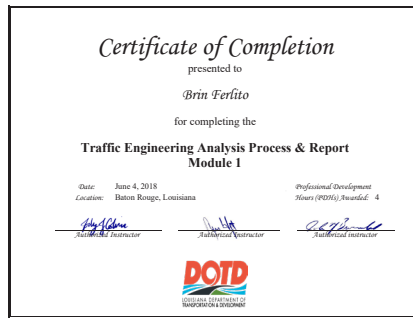 Certificate of Completion
presented to
Brin Ferlito
for completing the
Traffic Engineering Analysis Process & Report
Module 1
Date: June 4, 2018
Location: Baton Rouge, Louisiana
Professional Development
Hours (PDHs) Awarded: 4
Authorized Instructor
Authorized Instructor
Authorized instructor
DOTD
LOUISIANA DEPARTMENT OF
TRANSPORTATION & DEVELOPMENT